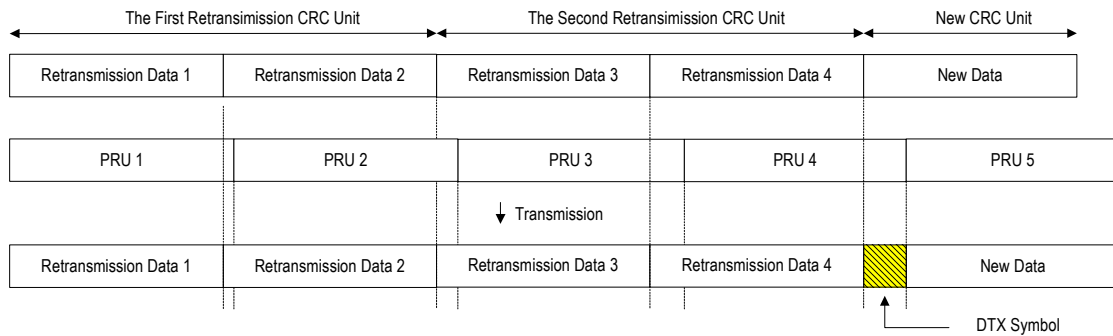 The First Retransimission CRC Unit
The Second Retransimission CRC Unit
New CRC Unit
Retransmission Data 1
Retransmission Data 2
Retransmission Data 3
Retransmission Data 4
New Data
PRU 1
PRU 2
PRU 3
PRU 4
PRU 5
Transmission
Retransmission Data 1
Retransmission Data 2
Retransmission Data 3
Retransmission Data 4
New Data
DTX Symbol